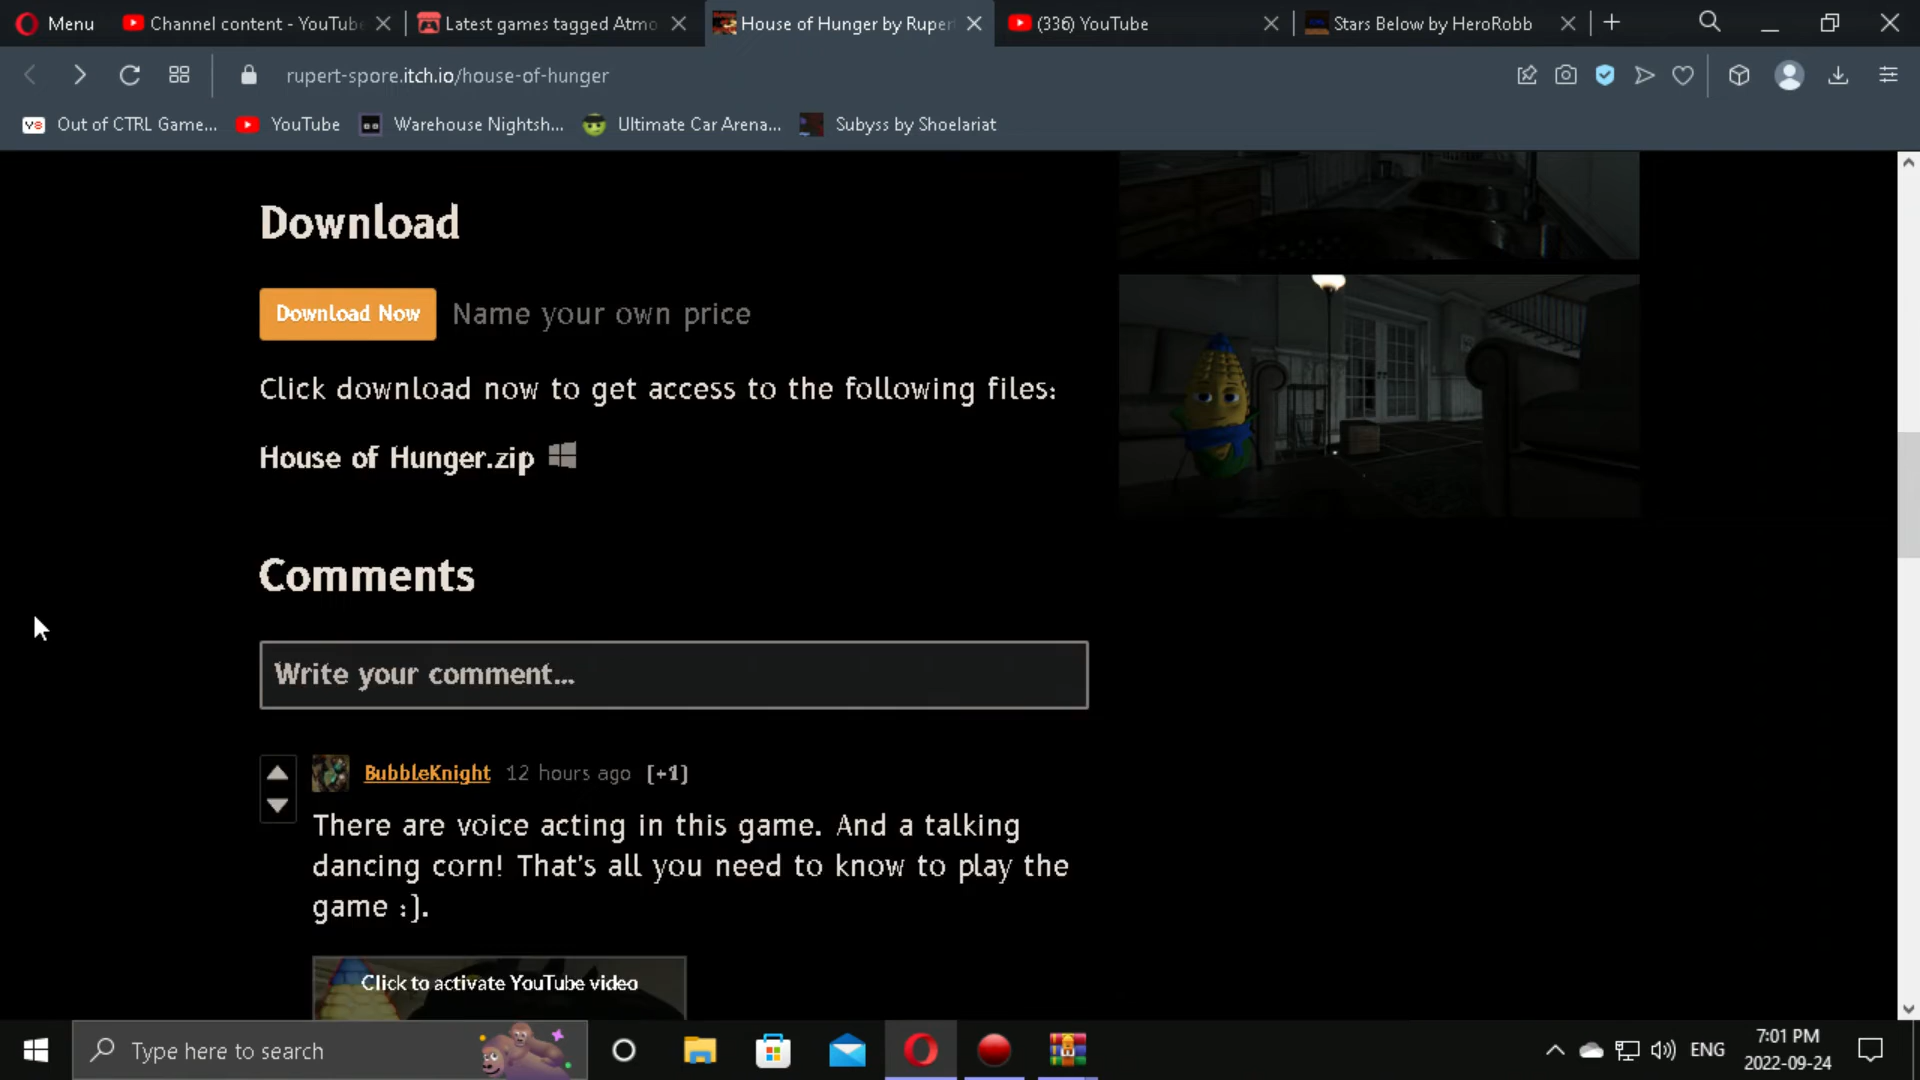 Menu
Channel content - YouTube
Latest games tagged Atmo
House of Hunger by Ruper
(336) YouTube
Stars Below by HeroRobb
rupert-spore.itch.io/house-of-hunger
Y8 Out of CTRL Game...
YouTube
Warehouse Nightsh...
Ultimate Car Arena...
Subyss by Shoelariat
Download
Download Now Name your own price
Click download now to get access to the following files:
House of Hunger.zip
Comments
Write your comment...
BubbleKnight 12 hours ago [+1]
There are voice acting in this game. And a talking
dancing corn! That's all you need to know to play the
game :].
Click to activate YouTube video
Type here to search
ENG
7:01 PM
2022-09-24